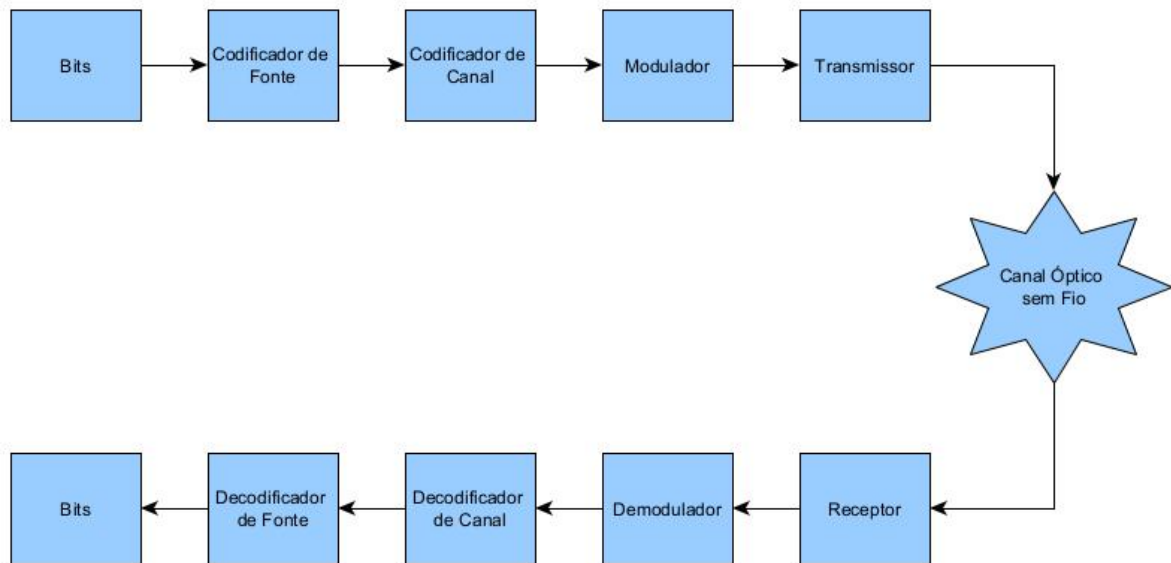 Bits
Codificador de
Fonte
Codificador de
Canal
Modulador
Transmissor
Canal Óptico
sem Fio
Bits
Decodificador
de Fonte
Decodificador
de Canal
Demodulador
Receptor